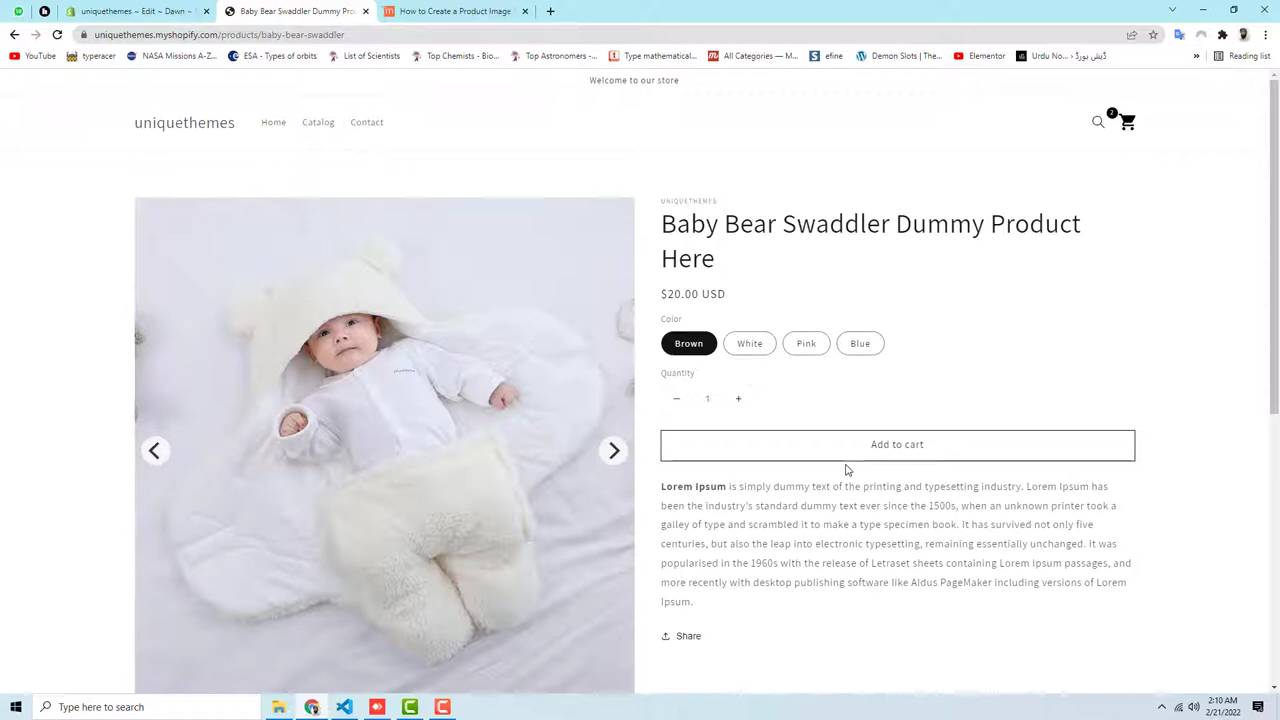 uniquethemes ~ Edit ~ Dawn ~
Baby Bear Swaddler Dummy Prod
How to Create a Product Image
uniquethemes.myshopify.com/products/baby-bear-swaddler
YouTube
typeracer
NASA Missions A-Z...
ESA - Types of orbits
List of Scientists
Top Chemists - Bio...
Top Astronomers -...
Type mathematical...
All Categories — M...
efine
Demon Slots | The...
Elementor
Urdu No... › ڈیش بورڈ
»
Reading list
Welcome to our store
uniquethemes
Home
Catalog
Contact
2
UNIQUETHEMES
Baby Bear Swaddler Dummy Product
Here
$20.00 USD
Color
Brown
White
Pink
Blue
Quantity
− 1 +
Add to cart
Lorem Ipsum is simply dummy text of the printing and typesetting industry. Lorem Ipsum has
been the industry's standard dummy text ever since the 1500s, when an unknown printer took a
galley of type and scrambled it to make a type specimen book. It has survived not only five
centuries, but also the leap into electronic typesetting, remaining essentially unchanged. It was
popularised in the 1960s with the release of Letraset sheets containing Lorem Ipsum passages, and
more recently with desktop publishing software like Aldus PageMaker including versions of Lorem
Ipsum.
Share
Type here to search
2:10 AM
2/21/2022